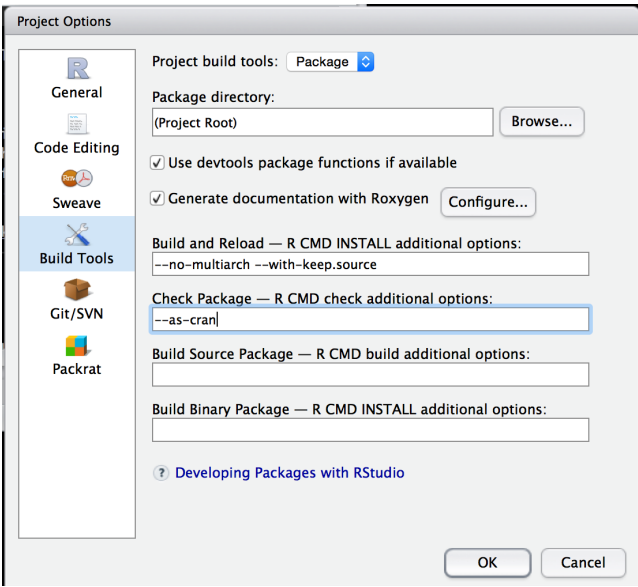 Project Options
General
Code Editing
Sweave
Build Tools
Git/SVN
Packrat
Project build tools: Package
Package directory:
(Project Root)
Browse...
Use devtools package functions if available
Generate documentation with Roxygen
Configure...
Build and Reload — R CMD INSTALL additional options:
--no-multiarch --with-keep.source
Check Package — R CMD check additional options:
--as-cran
Build Source Package — R CMD build additional options:
Build Binary Package — R CMD INSTALL additional options:
? Developing Packages with RStudio
OK
Cancel